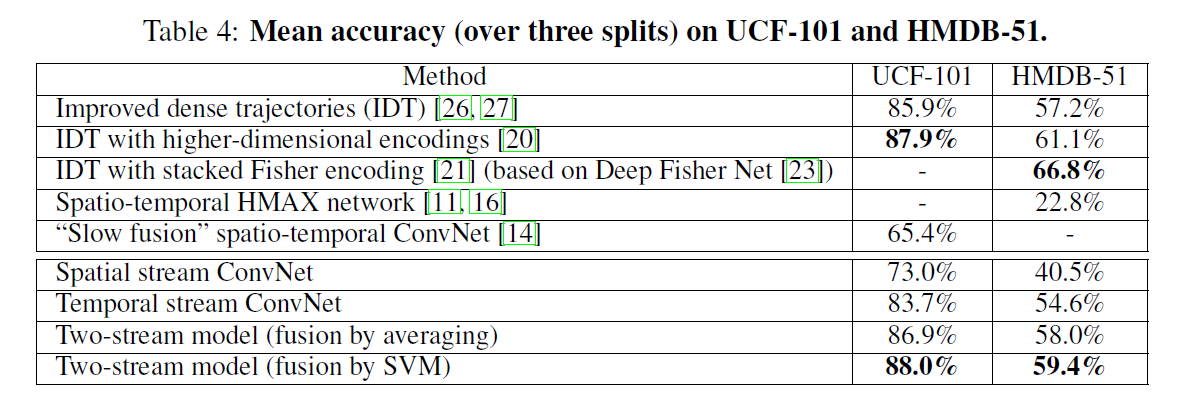 Table 4: Mean accuracy (over three splits) on UCF-101 and HMDB-51.
Method UCF-101 HMDB-51
Improved dense trajectories (IDT) [26, 27] 85.9% 57.2%
IDT with higher-dimensional encodings [20] 87.9% 61.1%
IDT with stacked Fisher encoding [21] (based on Deep Fisher Net [23]) - 66.8%
Spatio-temporal HMAX network [11, 16] - 22.8%
“Slow fusion” spatio-temporal ConvNet [14] 65.4% -
Spatial stream ConvNet 73.0% 40.5%
Temporal stream ConvNet 83.7% 54.6%
Two-stream model (fusion by averaging) 86.9% 58.0%
Two-stream model (fusion by SVM) 88.0% 59.4%